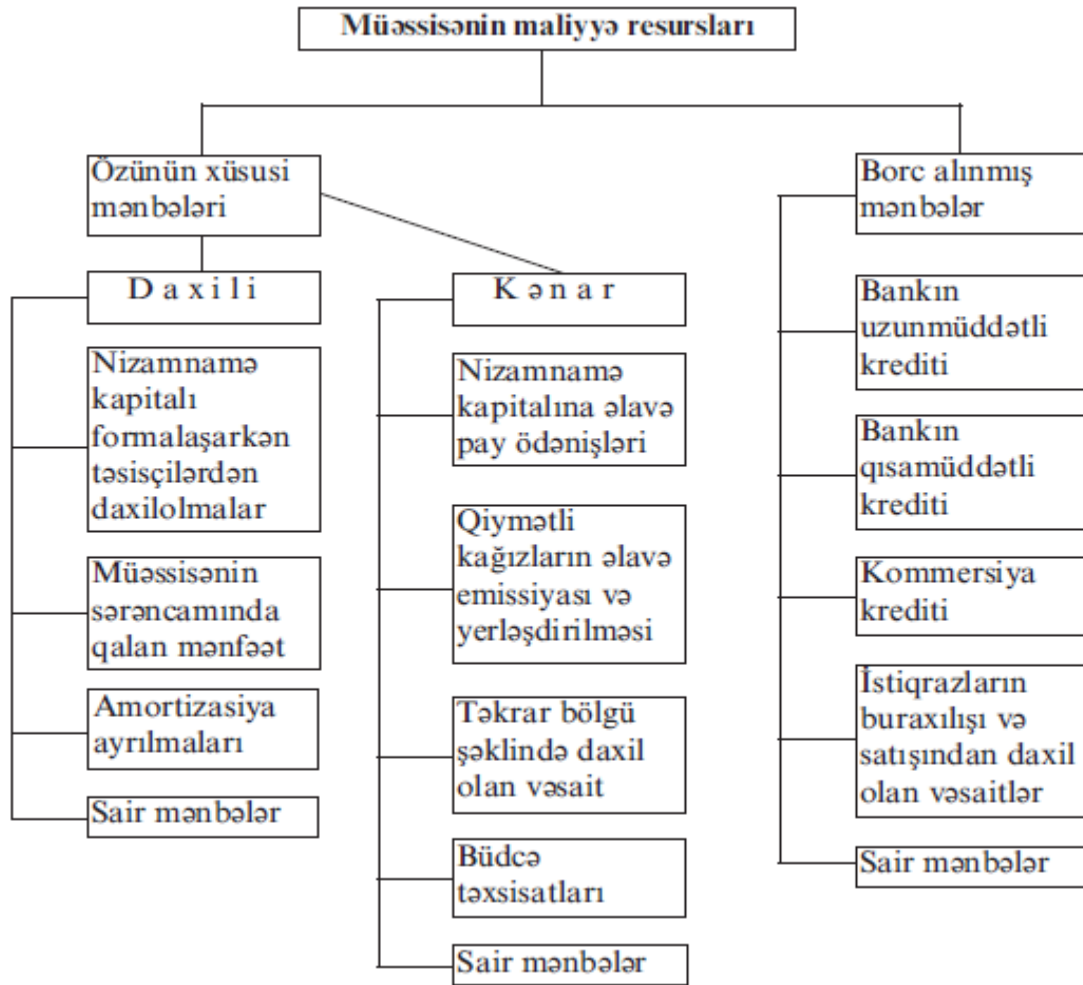 Müəssisənin maliyyə resursları
Özünün xüsusi
mənbələri
D a x i l i
Nizamnamə
kapitalı
formalaşarkən
təsisçilərdən
daxilolmalar
Müəssisənin
sərəncamında
qalan mənfəət
Amortizasiya
ayrılmaları
Sair mənbələr
K ə n a r
Nizamnamə
kapitalına əlavə
pay ödənişləri
Qiymətli
kağızların əlavə
emissiyası və
yerləşdirilməsi
Təkrar bölgü
şəklində daxil
olan vəsait
Büdcə
təxsisatları
Sair mənbələr
Borc alınmış
mənbələr
Bankın
uzunmüddətli
krediti
Bankın
qısamüddətli
krediti
Kommersiya
krediti
İstiqrazların
buraxılışı və
satışından daxil
olan vəsaitlər
Sair mənbələr